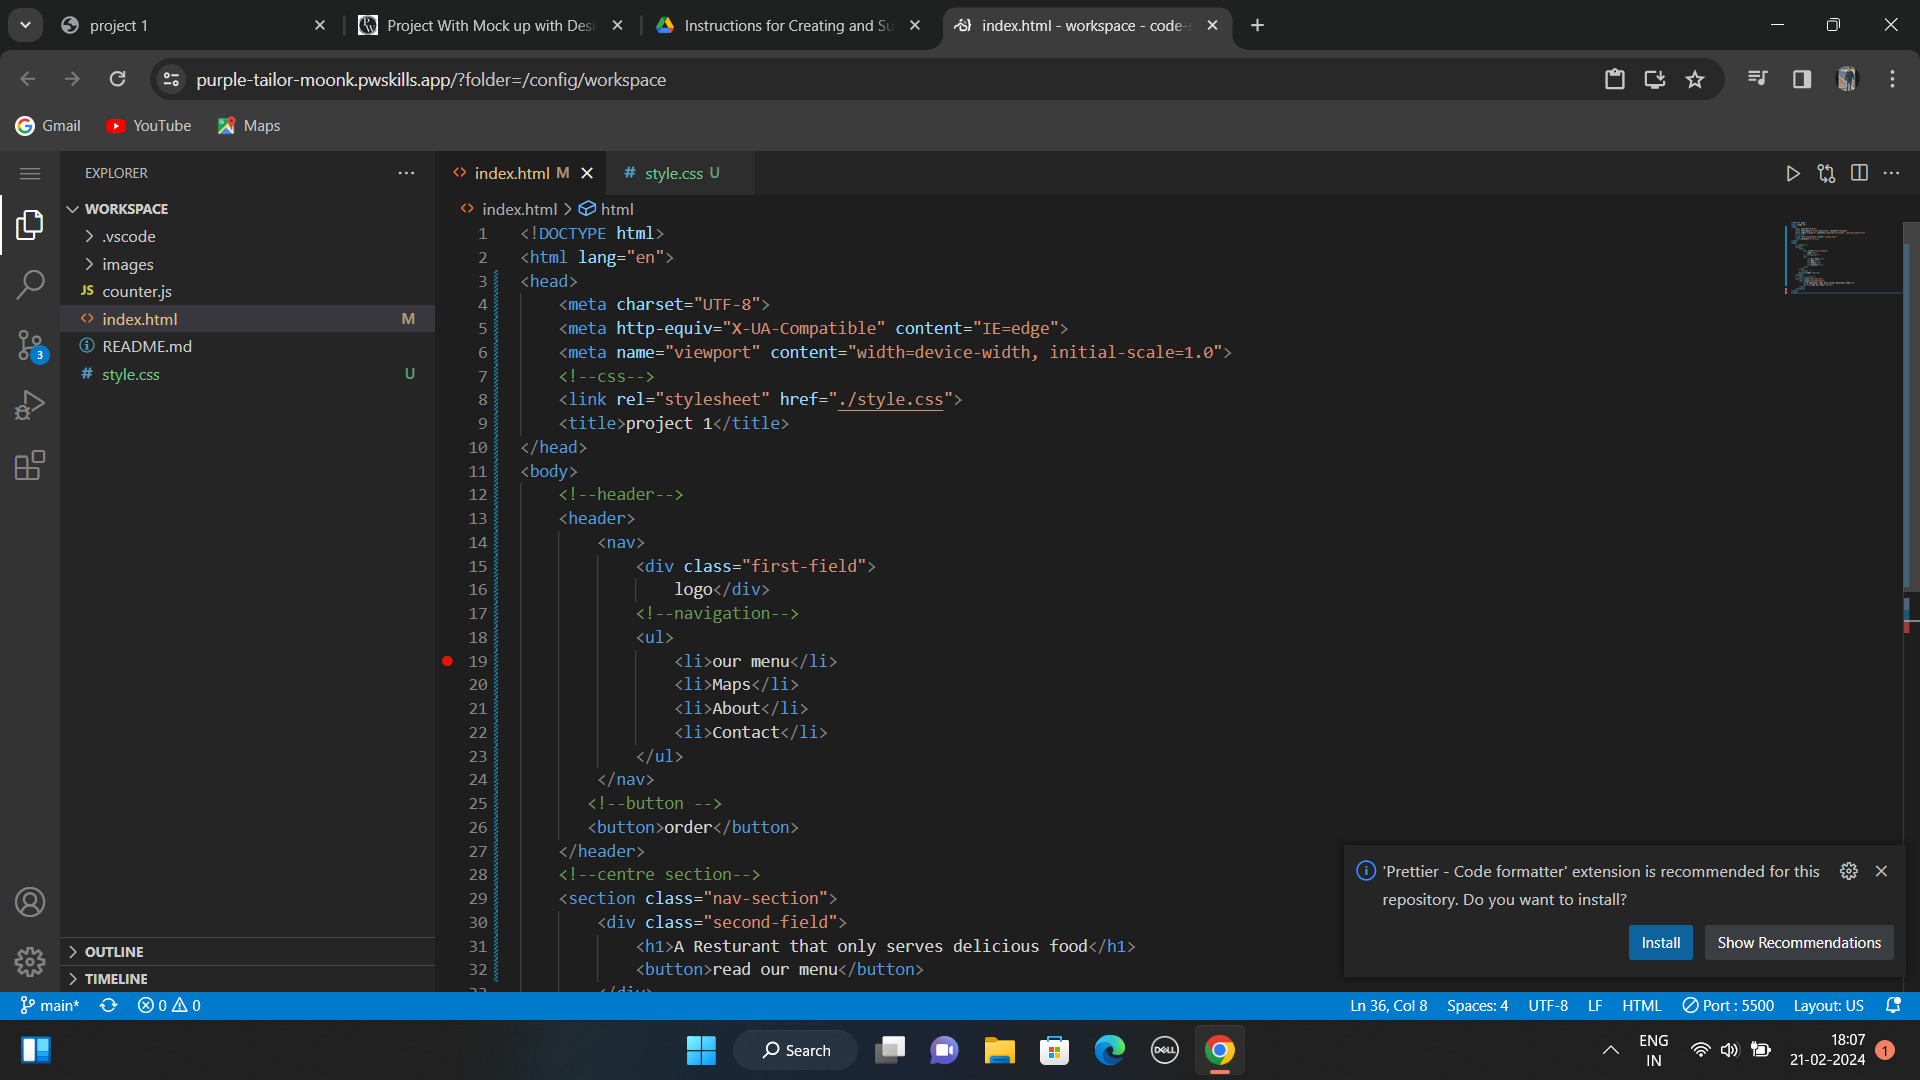 project 1
Project With Mock up with Desi
Instructions for Creating and Su
index.html - workspace - code-s
purple-tailor-moonk.pwskills.app/?folder=/config/workspace
Gmail
YouTube
Maps
EXPLORER
WORKSPACE
.vscode
images
JS counter.js
<> index.html M
README.md
# style.css U
OUTLINE
TIMELINE
3
<> index.html M
# style.css U
<> index.html > html
1 <!DOCTYPE html>
2 <html lang="en">
3 <head>
4 <meta charset="UTF-8">
5 <meta http-equiv="X-UA-Compatible" content="IE=edge">
6 <meta name="viewport" content="width=device-width, initial-scale=1.0">
7 <!--css-->
8 <link rel="stylesheet" href="./style.css">
9 <title>project 1</title>
10 </head>
11 <body>
12 <!--header-->
13 <header>
14 <nav>
15 <div class="first-field">
16 logo</div>
17 <!--navigation-->
18 <ul>
19 <li>our menu</li>
20 <li>Maps</li>
21 <li>About</li>
22 <li>Contact</li>
23 </ul>
24 </nav>
25 <!--button -->
26 <button>order</button>
27 </header>
28 <!--centre section-->
29 <section class="nav-section">
30 <div class="second-field">
31 <h1>A Resturant that only serves delicious food</h1>
32 <button>read our menu</button>
33 </div>
'Prettier - Code formatter' extension is recommended for this
repository. Do you want to install?
Install
Show Recommendations
main* 0 0
Ln 36, Col 8 Spaces: 4 UTF-8 LF HTML Port : 5500 Layout: US
Search
DELL
ENG
IN
18:07
21-02-2024
1